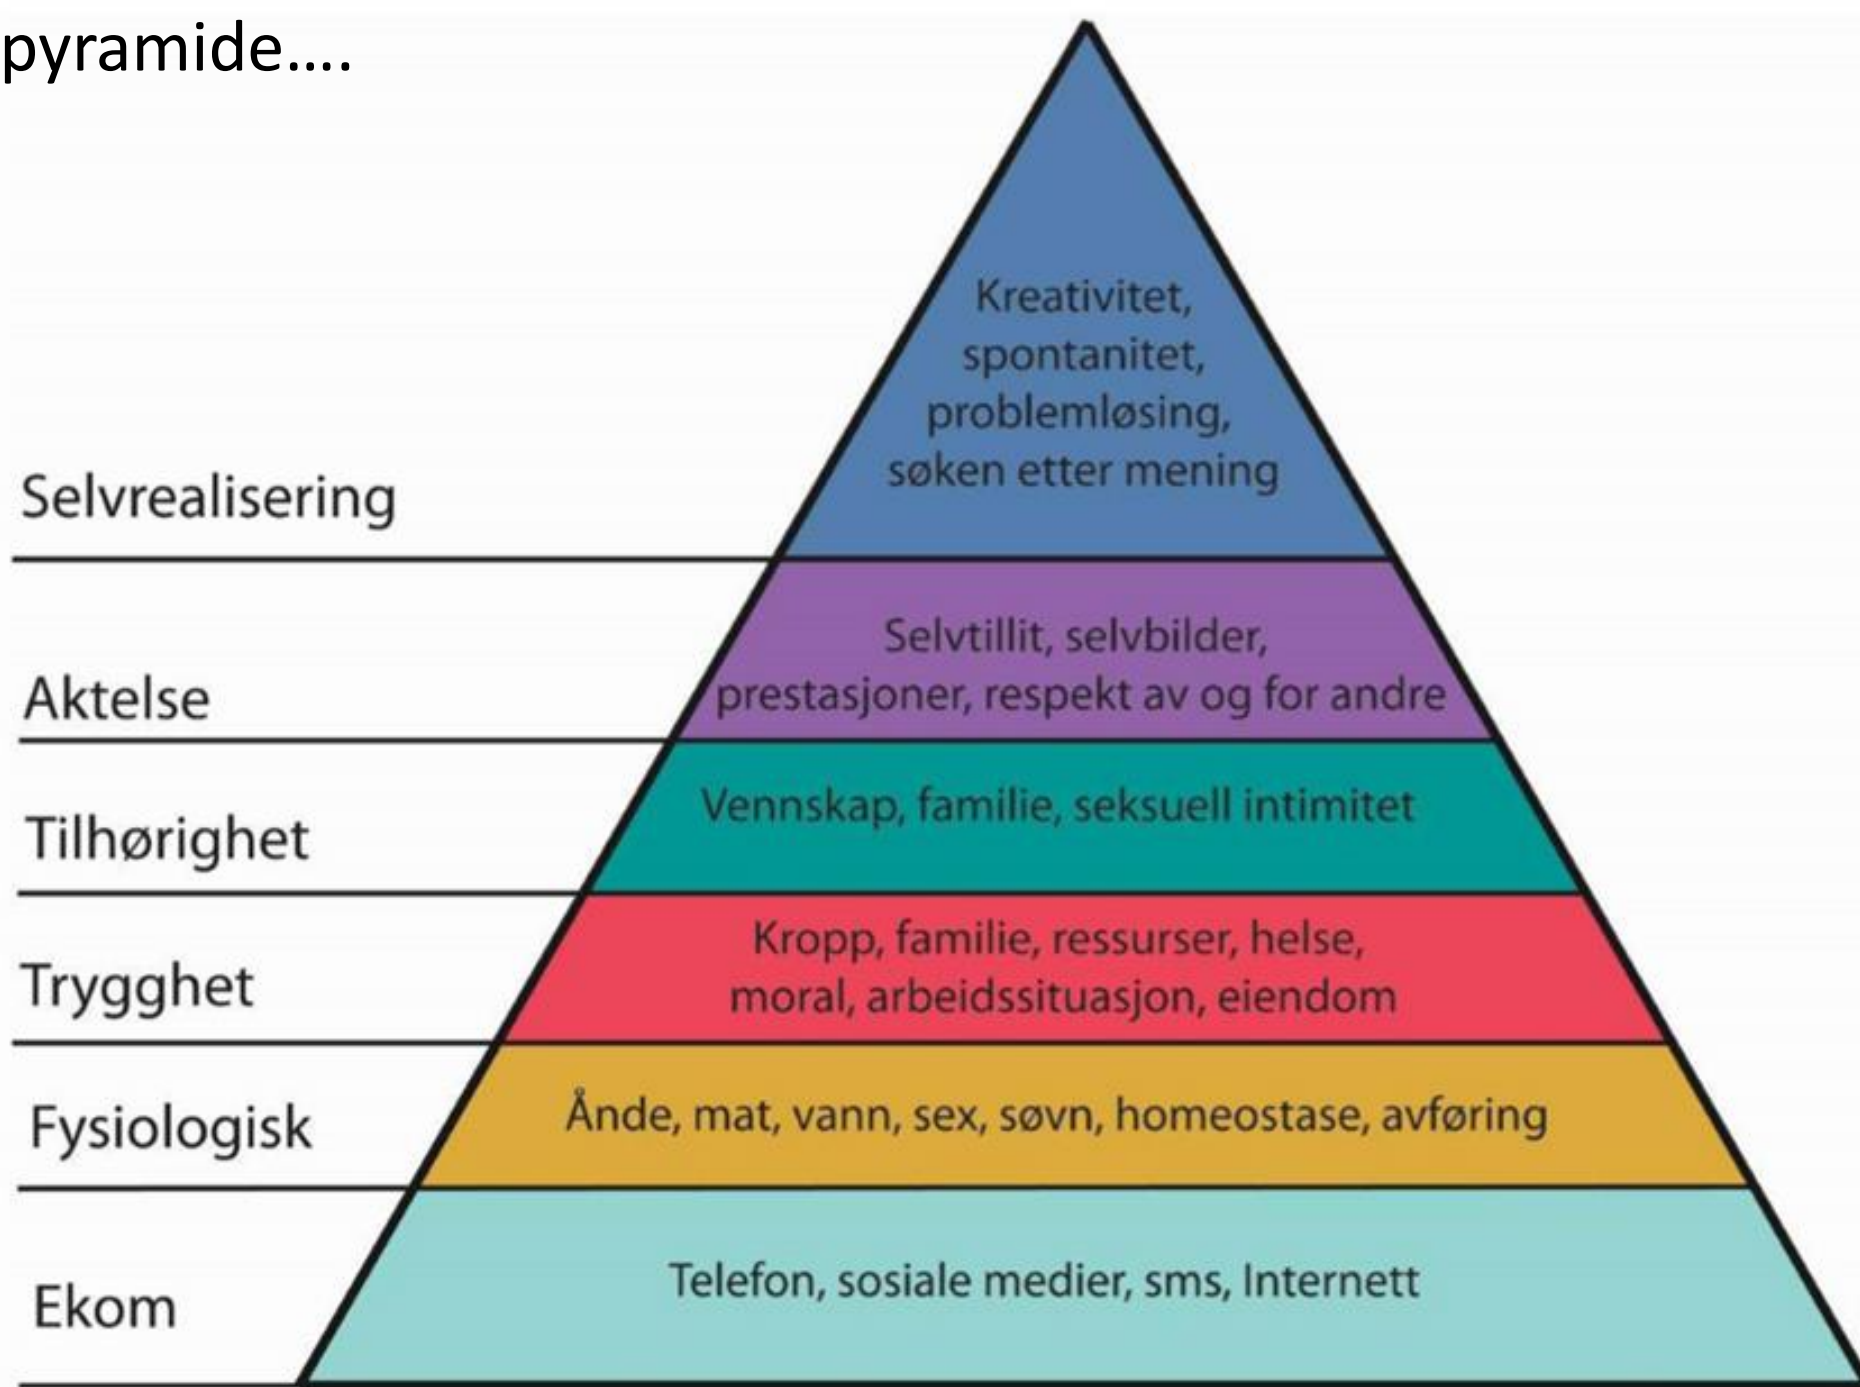 pyramide....
Kreativitet,
spontanitet,
problemløsing,
søken etter mening
Selvrealisering
Selvtillit, selvbilder,
prestasjoner, respekt av og for andre
Aktelse
Vennskap, familie, seksuell intimitet
Tilhørighet
Kropp, familie, ressurser, helse,
moral, arbeidssituasjon, eiendom
Trygghet
Ånde, mat, vann, sex, søvn, homeostase, avføring
Fysiologisk
Telefon, sosiale medier, sms, Internett
Ekom